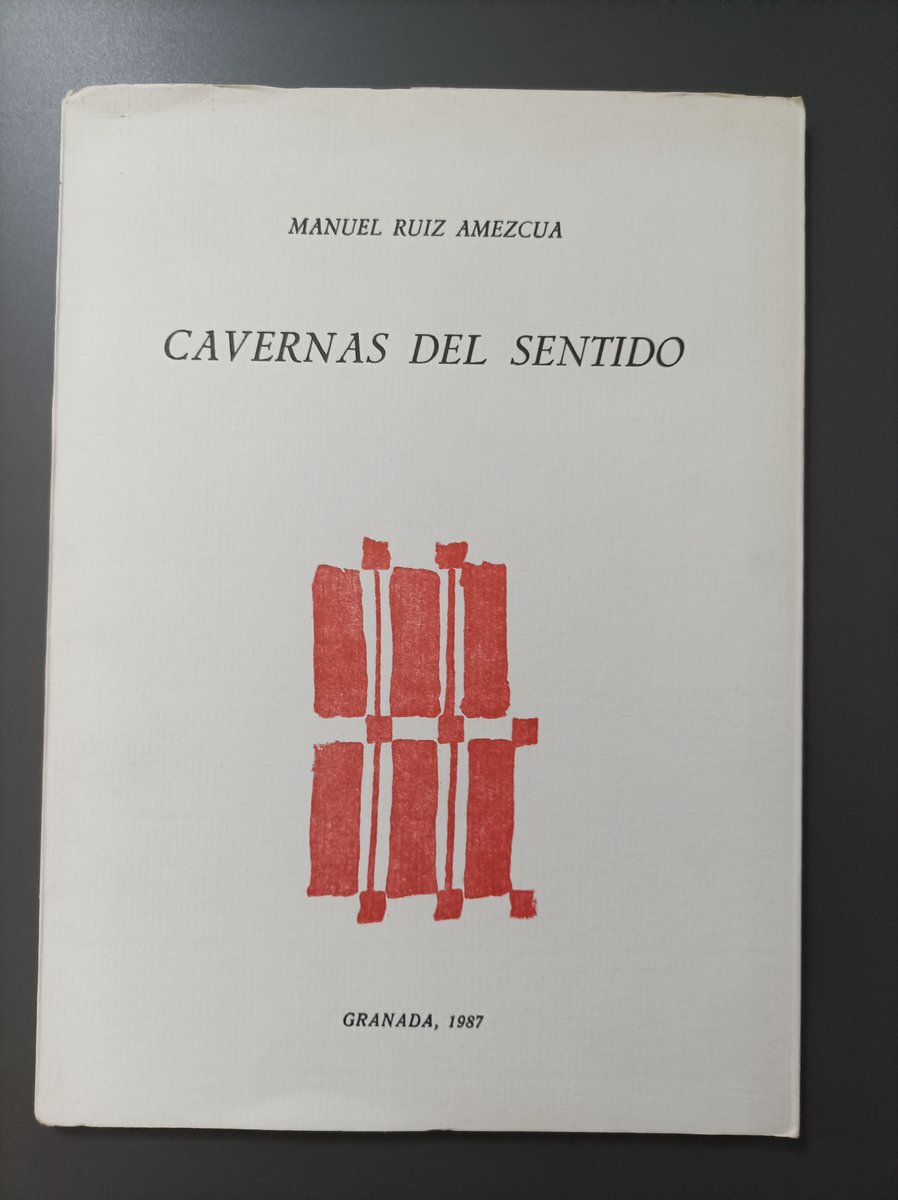 MANUEL RUIZ AMEZCUA
CAVERNAS DEL SENTIDO
GRANADA, 1987